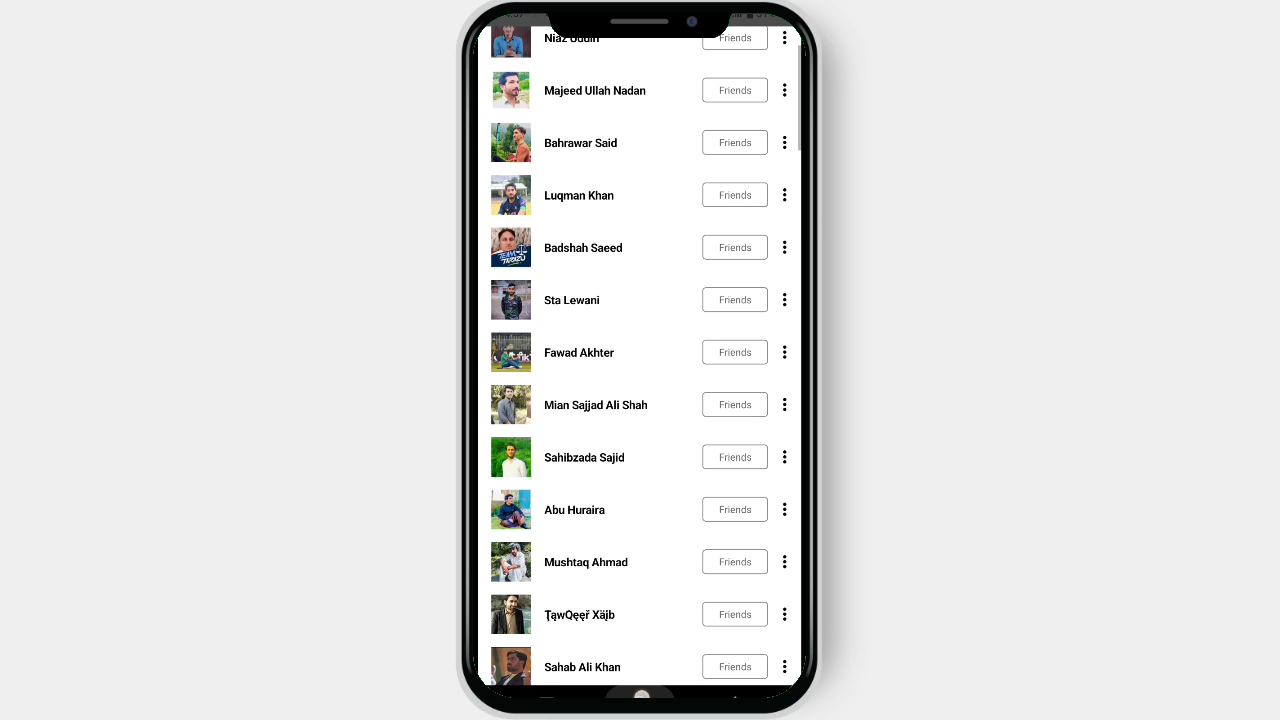 Niaz Uddin Friends
Majeed Ullah Nadan Friends
Bahrawar Said Friends
Luqman Khan Friends
Badshah Saeed Friends
TEAM
Sta Lewani Friends
Fawad Akhter Friends
Mian Sajjad Ali Shah Friends
Sahibzada Sajid Friends
Abu Huraira Friends
Mushtaq Ahmad Friends
ŢąwQęęř Xäjb Friends
Sahab Ali Khan Friends